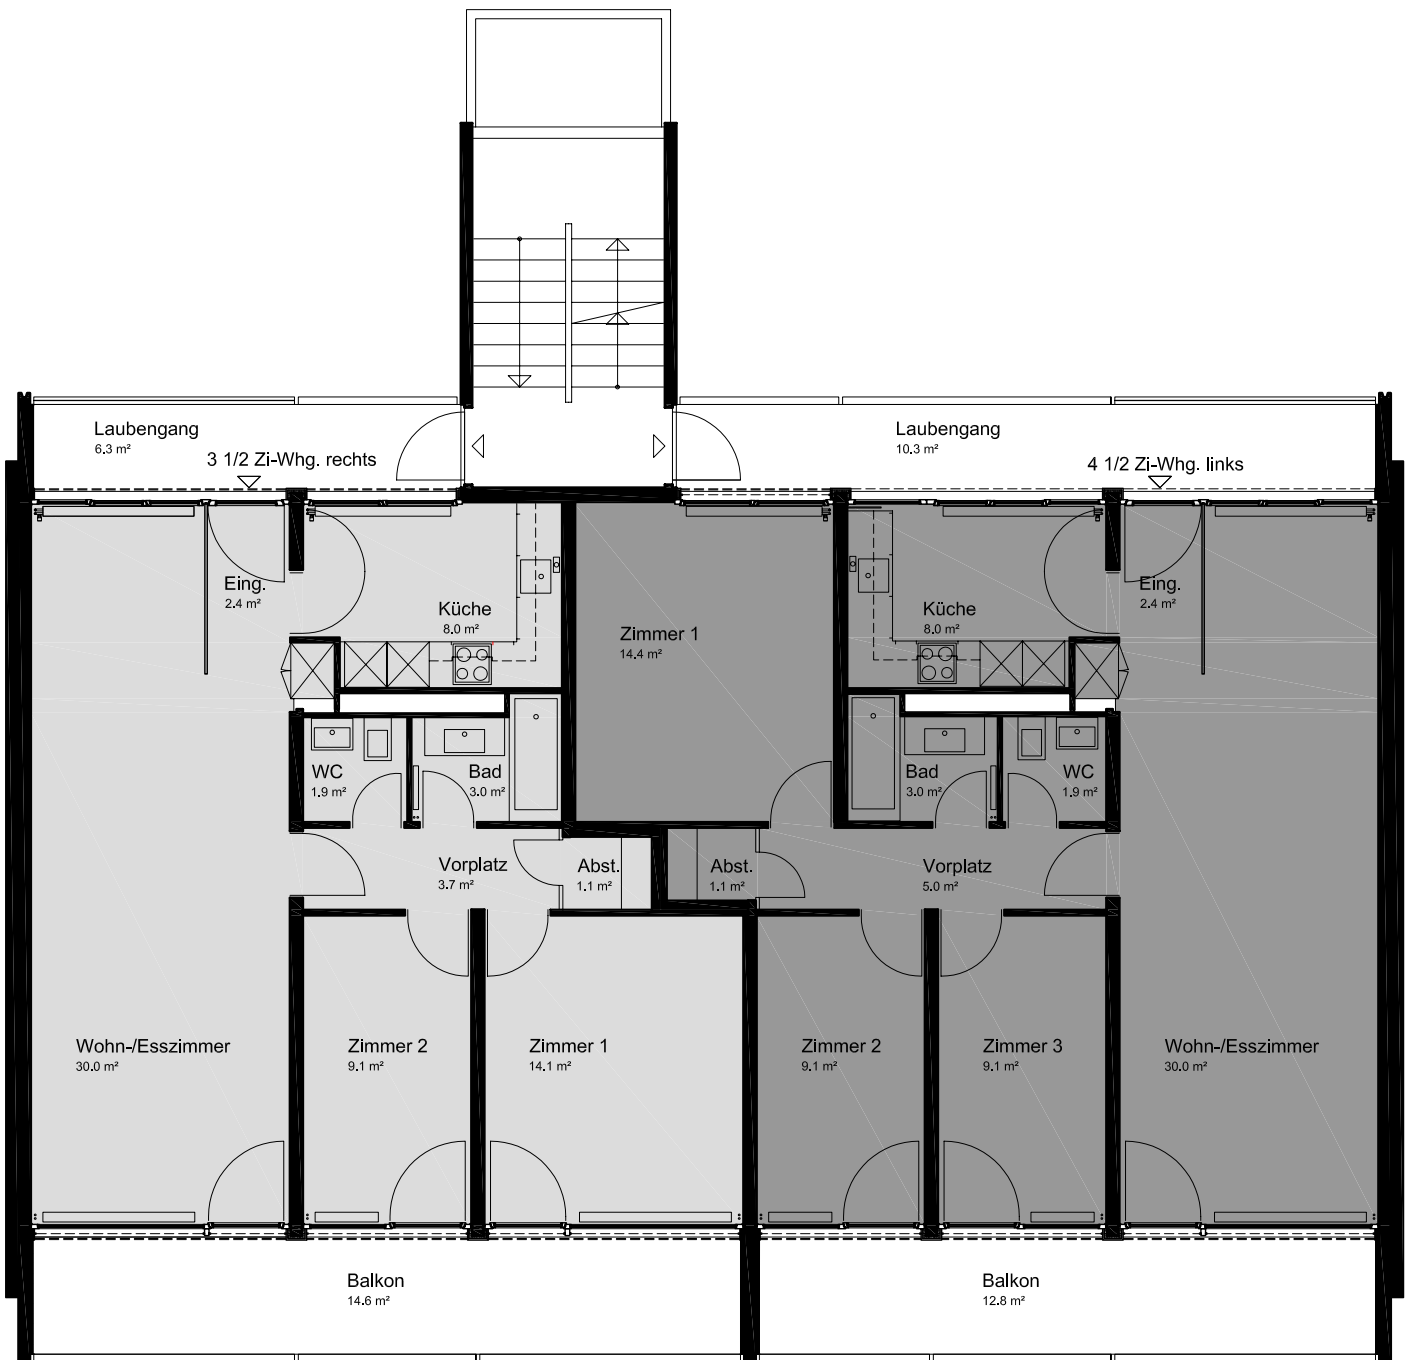 Laubengang
6.3 m²
3 1/2 Zi-Whg. rechts
Laubengang
10.3 m²
4 1/2 Zi-Whg. links
Eing.
2.4 m²
Küche
8.0 m²
Zimmer 1
14.4 m²
Küche
8.0 m²
Eing.
2.4 m²
WC
1.9 m²
Bad
3.0 m²
Bad
3.0 m²
WC
1.9 m²
Vorplatz
3.7 m²
Abst.
1.1 m²
Abst.
1.1 m²
Vorplatz
5.0 m²
Wohn-/Esszimmer
30.0 m²
Zimmer 2
9.1 m²
Zimmer 1
14.1 m²
Zimmer 2
9.1 m²
Zimmer 3
9.1 m²
Wohn-/Esszimmer
30.0 m²
Balkon
14.6 m²
Balkon
12.8 m²